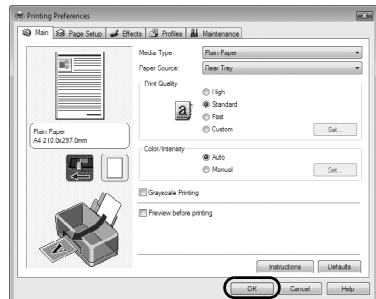 Printing Preferences
Main Page Setup Effects Profiles Maintenance
Media Type: Plain Paper
Paper Source: Rear Tray
Print Quality
High
Standard
Fast
Custom Set...
Plain Paper
A4 210.0x297.0mm
Color/Intensity
Auto
Manual Set...
Grayscale Printing
Preview before printing
Instructions Defaults
OK Cancel Help